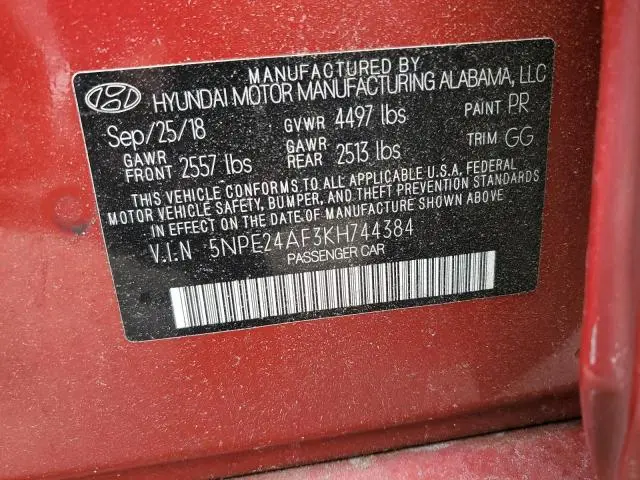 MANUFACTURED BY
HYUNDAI MOTOR MANUFACTURING ALABAMA, LLC
Sep/25/18 GVWR 4497 lbs PAINT PR
GAWR FRONT 2557 lbs GAWR REAR 2513 lbs TRIM GG
THIS VEHICLE CONFORMS TO ALL APPLICABLE U.S.A. FEDERAL
MOTOR VEHICLE SAFETY, BUMPER, AND THEFT PREVENTION STANDARDS
IN EFFECT ON THE DATE OF MANUFACTURE SHOWN ABOVE
V.I.N 5NPE24AF3KH744384
PASSENGER CAR